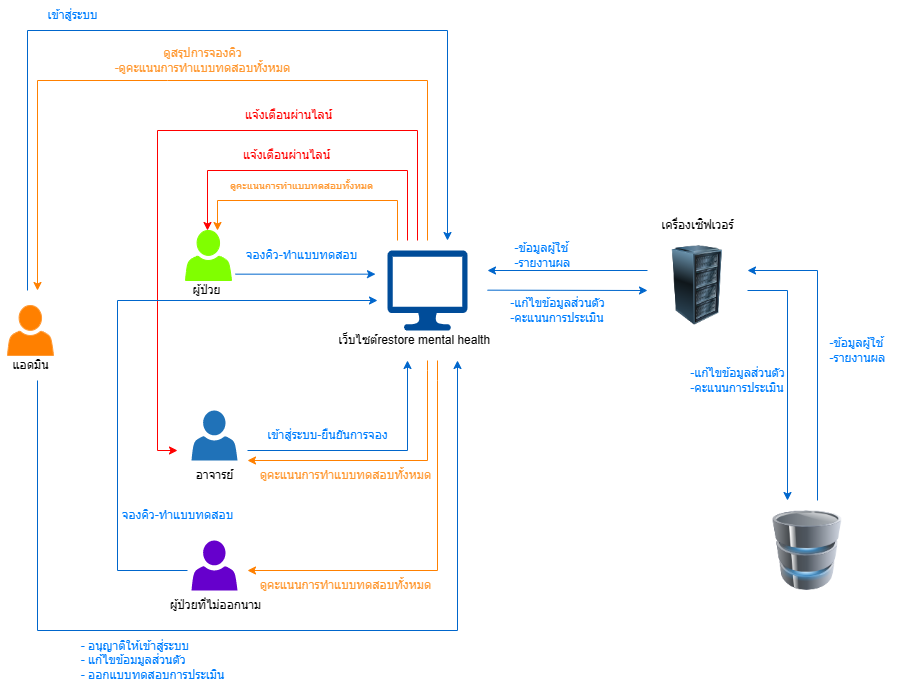 เข้าสู่ระบบ
ดูสรุปการจองคิว
-ดูคะแนนการทำแบบทดสอบทั้งหมด
แจ้งเตือนผ่านไลน์
แจ้งเตือนผ่านไลน์
ดูคะแนนการทำแบบทดสอบทั้งหมด
เครื่องเซิฟเวอร์
จองคิว-ทำแบบทดสอบ
-ข้อมูลผู้ใช้
-รายงานผล
ผู้ป่วย
-แก้ไขข้อมูลส่วนตัว
-คะแนนการประเมิน
เว็บไซต์restore mental health
-ข้อมูลผู้ใช้
-รายงานผล
แอดมิน
-แก้ไขข้อมูลส่วนตัว
-คะแนนการประเมิน
เข้าสู่ระบบ-ยืนยันการจอง
อาจารย์
ดูคะแนนการทำแบบทดสอบทั้งหมด
จองคิว-ทำแบบทดสอบ
ดูคะแนนการทำแบบทดสอบทั้งหมด
ผู้ป่วยที่ไม่ออกนาม
- อนุญาติให้เข้าสู่ระบบ
- แก้ไขข้อมมูลส่วนตัว
- ออกแบบทดสอบการประเมิน